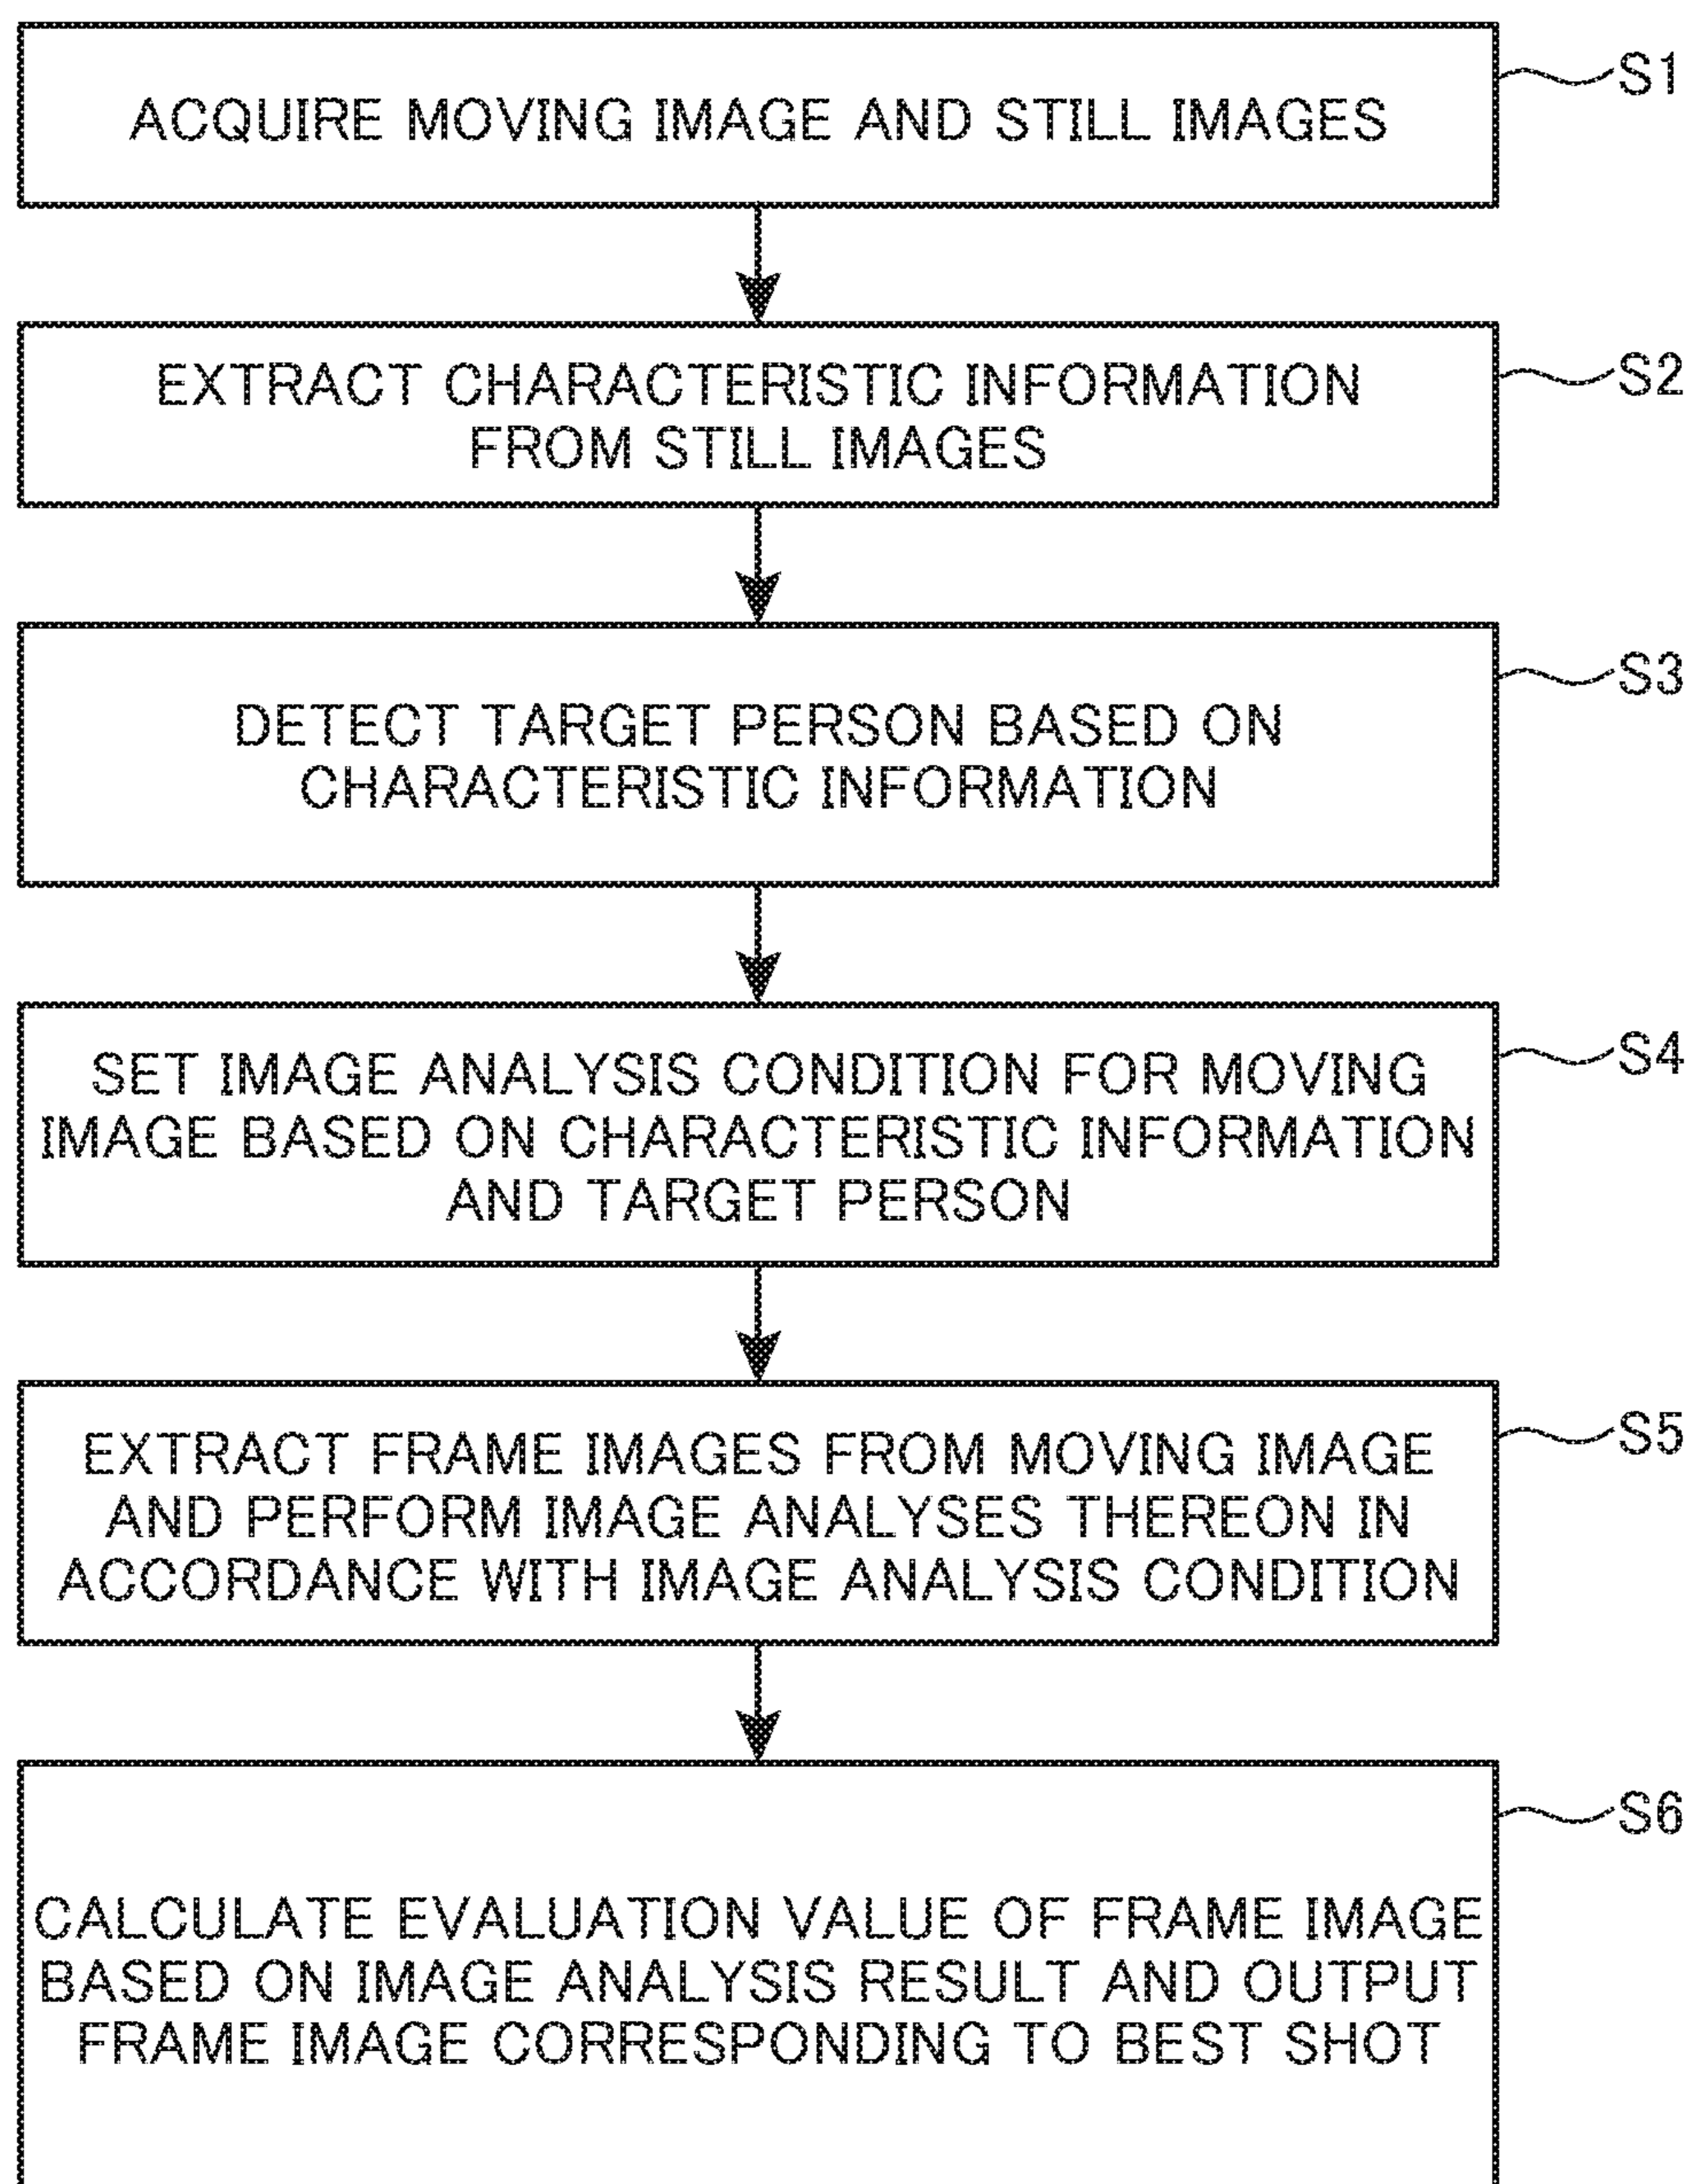 ACQUIRE MOVING IMAGE AND STILL IMAGES
S1
EXTRACT CHARACTERISTIC INFORMATION
FROM STILL IMAGES
S2
DETECT TARGET PERSON BASED ON
CHARACTERISTIC INFORMATION
S3
SET IMAGE ANALYSIS CONDITION FOR MOVING
IMAGE BASED ON CHARACTERISTIC INFORMATION
AND TARGET PERSON
S4
EXTRACT FRAME IMAGES FROM MOVING IMAGE
AND PERFORM IMAGE ANALYSES THEREON IN
ACCORDANCE WITH IMAGE ANALYSIS CONDITION
S5
CALCULATE EVALUATION VALUE OF FRAME IMAGE
BASED ON IMAGE ANALYSIS RESULT AND OUTPUT
FRAME IMAGE CORRESPONDING TO BEST SHOT
S6